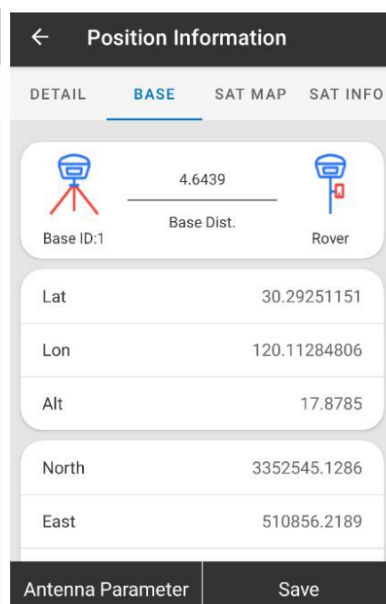 Position Information
DETAIL BASE SAT MAP SAT INFO
4.6439
Base Dist.
Base ID:1 Rover
Lat 30.29251151
Lon 120.11284806
Alt 17.8785
North 3352545.1286
East 510856.2189
Antenna Parameter Save